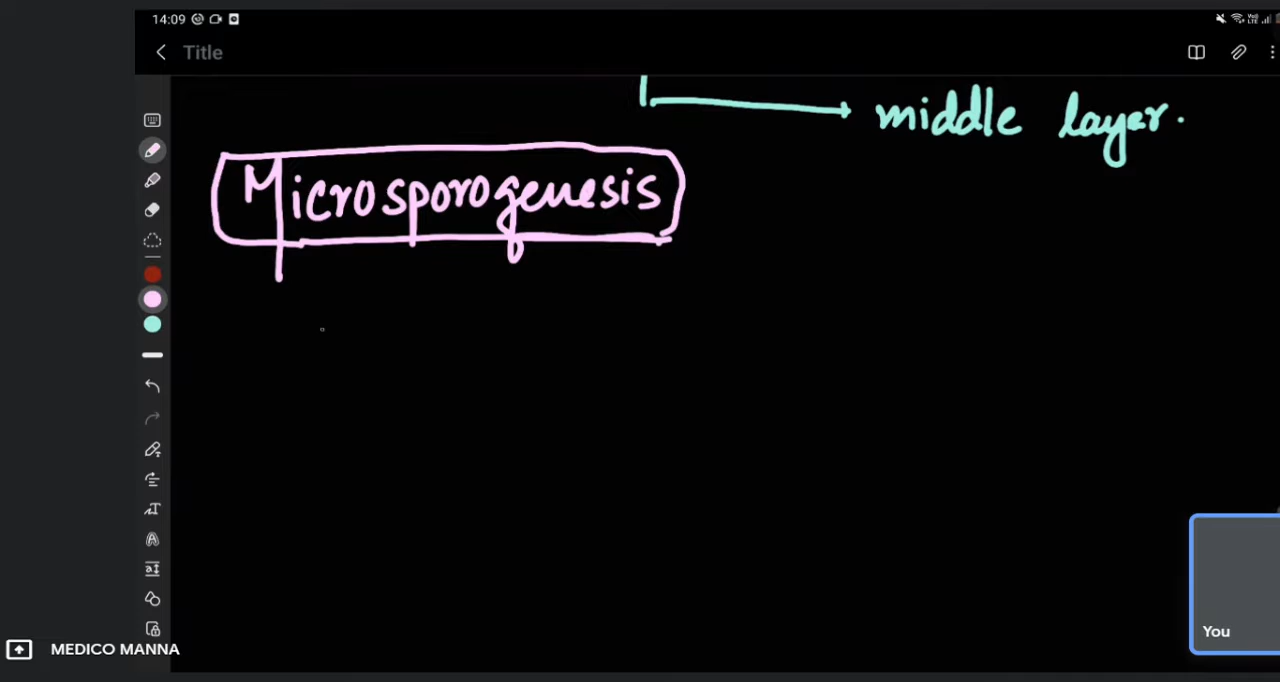 14:09
Title
middle layer.
Microsporogenesis
You
MEDICO MANNA